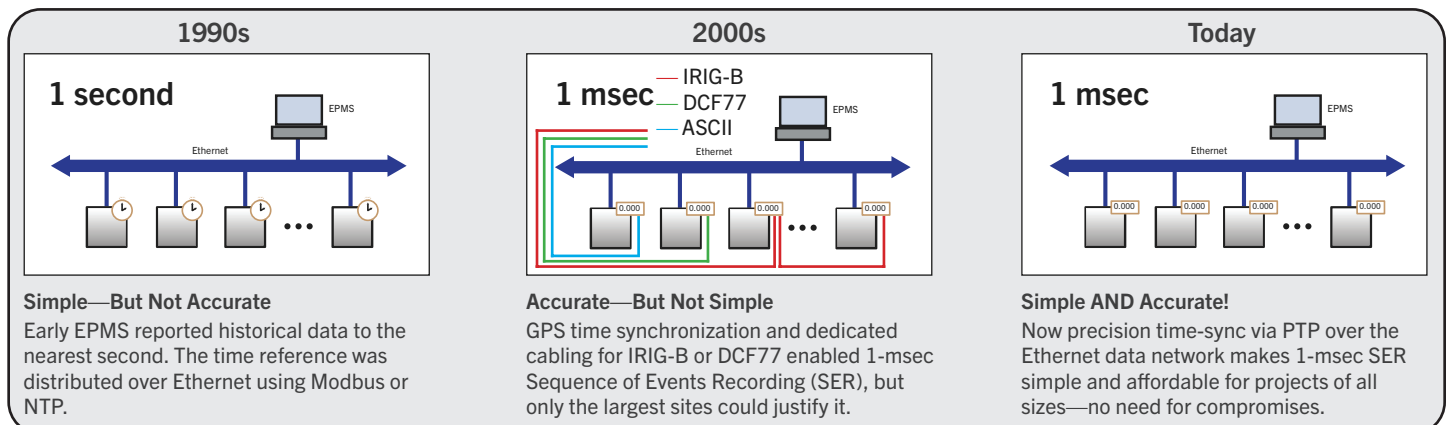 1990s
1 second
EPMS
Ethernet
Simple—But Not Accurate
Early EPMS reported historical data to the
nearest second. The time reference was
distributed over Ethernet using Modbus or
NTP.
2000s
1 msec
IRIG-B
DCF77
ASCII
EPMS
Ethernet
0.000
0.000
0.000
0.000
Accurate—But Not Simple
GPS time synchronization and dedicated
cabling for IRIG-B or DCF77 enabled 1-msec
Sequence of Events Recording (SER), but
only the largest sites could justify it.
Today
1 msec
EPMS
Ethernet
0.000
0.000
0.000
0.000
Simple AND Accurate!
Now precision time-sync via PTP over the
Ethernet data network makes 1-msec SER
simple and affordable for projects of all
sizes—no need for compromises.